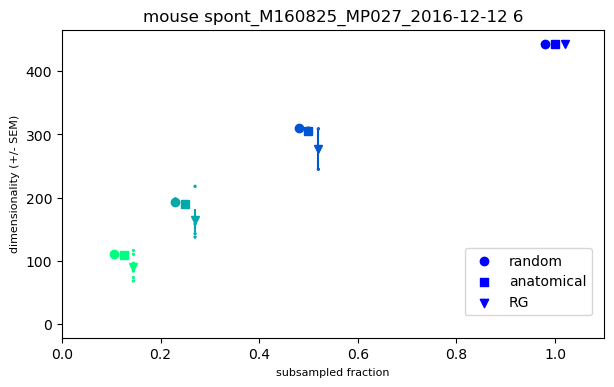 mouse spont_M160825_MP027_2016-12-12 6
dimensionality (+/- SEM)
400
300
200
100
0
random
anatomical
RG
0.0 0.2 0.4 0.6 0.8 1.0
subsampled fraction